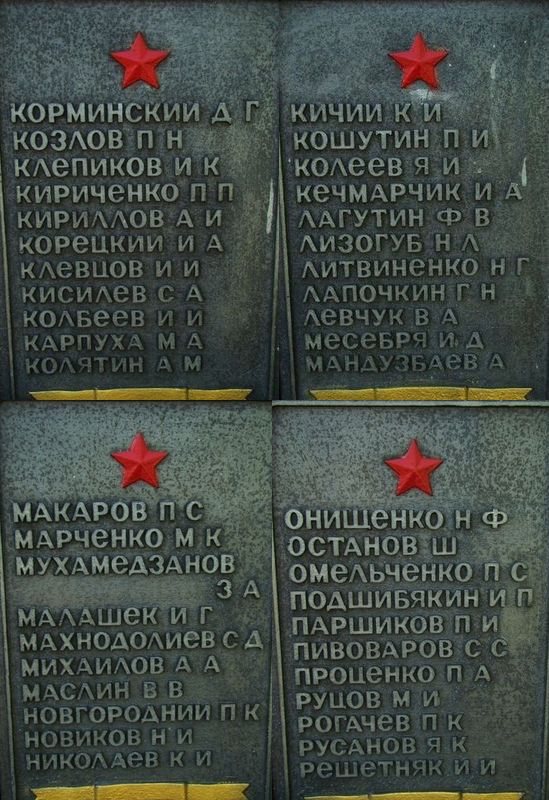 КОРМИНСКИЙ Д Г
КОЗЛОВ П Н
КЛЕПИКОВ И К
КИРИЧЕНКО П П
КИРИЛЛОВ А И
КОРЕЦКИЙ И А
КЛЕВЦОВ И И
КИСИЛЕВ С А
КОЛБЕЕВ И И
КАРПУХА М А
КОЛЯТИН А М
КИЧИЙ К И
КОШУТИН П И
КОЛЕЕВ Я И
КЕЧМАРЧИК И А
ЛАГУТИН Ф В
ЛИЗОГУБ Н Л
ЛИТВИНЕНКО Н Г
ЛАПОЧКИН Г Н
ЛЕВЧУК В А
МЕСЕБРЯ И Д
МАНДУЗБАЕВ А
МАКАРОВ П С
МАРЧЕНКО М К
МУХАМЕДЗАНОВ
З А
МАЛАШЕК И Г
МАХНОДОЛИЕВ С Д
МИХАИЛОВ А А
МАСЛИН В В
НОВГОРОДНИЙ П К
НОВИКОВ Н И
НИКОЛАЕВ К И
ОНИЩЕНКО Н Ф
ОСТАНОВ Ш
ОМЕЛЬЧЕНКО П С
ПОДШИБЯКИН И П
ПАРШИКОВ П И
ПИВОВАРОВ С С
ПРОЦЕНКО П А
РУЦОВ М И
РОГАЧЕВ П К
РУСАНОВ Я К
РЕШЕТНЯК И И